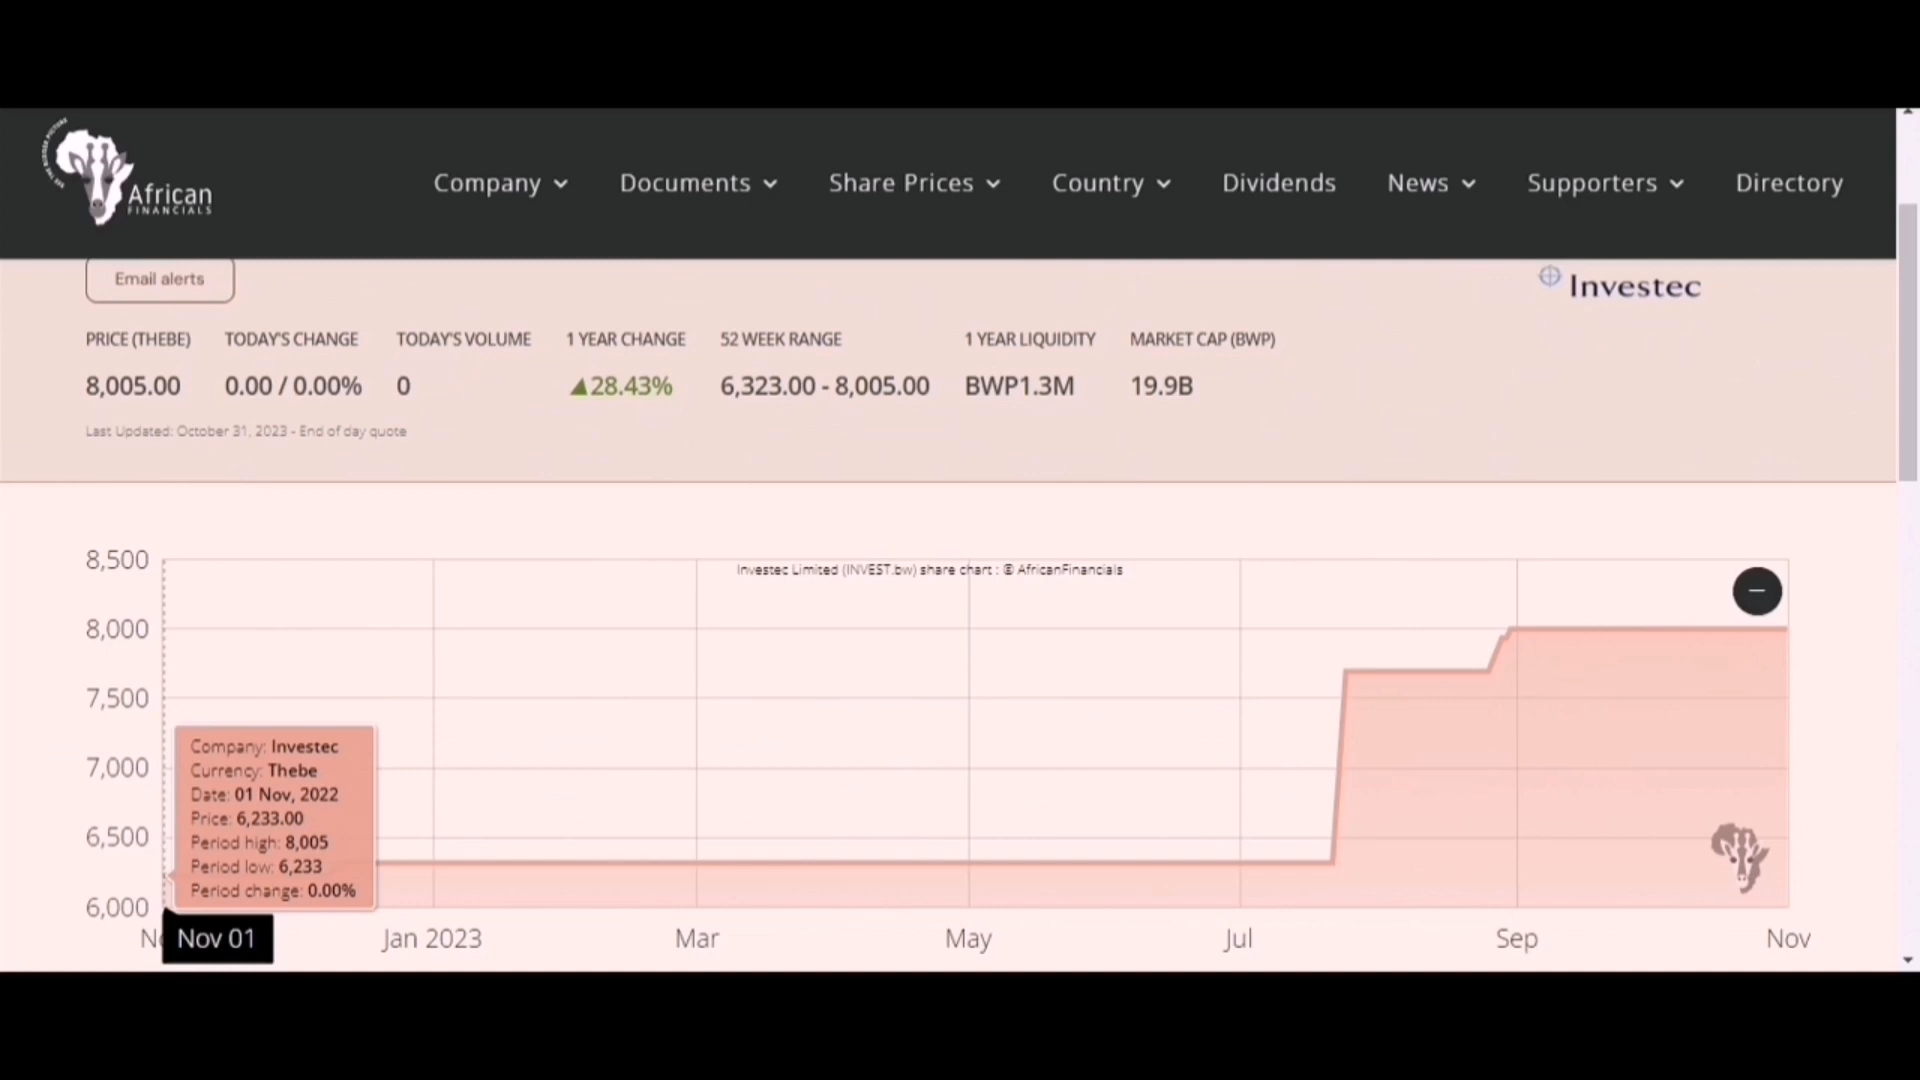 African
FINANCIALS
Company
Documents
Share Prices
Country
Dividends
News
Supporters
Directory
Email alerts
Investec
PRICE (THEBE) TODAY'S CHANGE TODAY'S VOLUME 1 YEAR CHANGE 52 WEEK RANGE 1 YEAR LIQUIDITY MARKET CAP (BWP)
8,005.00 0.00 / 0.00% 0 ▲28.43% 6,323.00 - 8,005.00 BWP1.3M 19.9B
Last Updated: October 31, 2023 - End of day quote
Investec Limited (INVEST.bw) share chart : © AfricanFinancials
8,500
8,000
7,500
7,000
6,500
6,000
Company: Investec
Currency: Thebe
Date: 01 Nov, 2022
Price: 6,233.00
Period high: 8,005
Period low: 6,233
Period change: 0.00%
Nov 01
Jan 2023
Mar
May
Jul
Sep
Nov